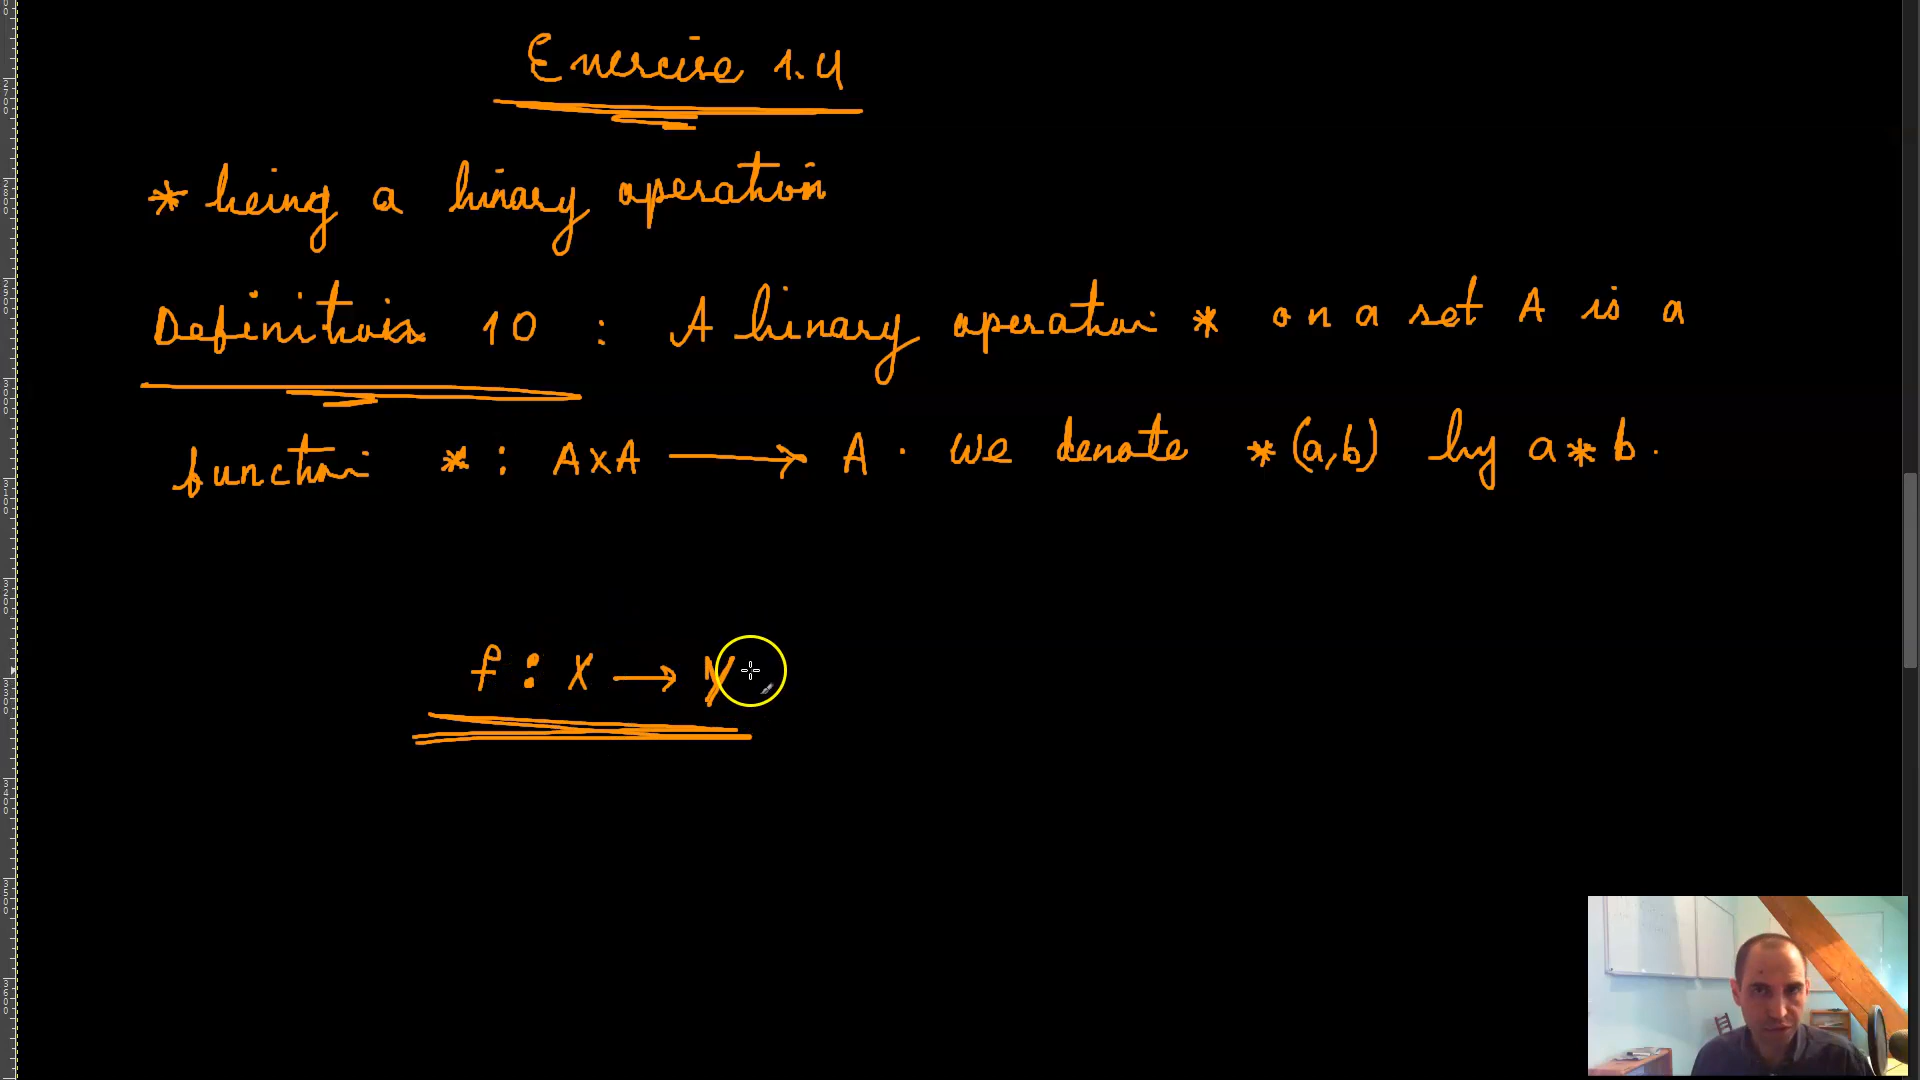 Exercise 1.4
* being a binary operation
Definition 10 : A binary operation * on a set A is a
function * : A×A ⟶ A . We denote *(a,b) by a*b.
f : X ⟶ Y